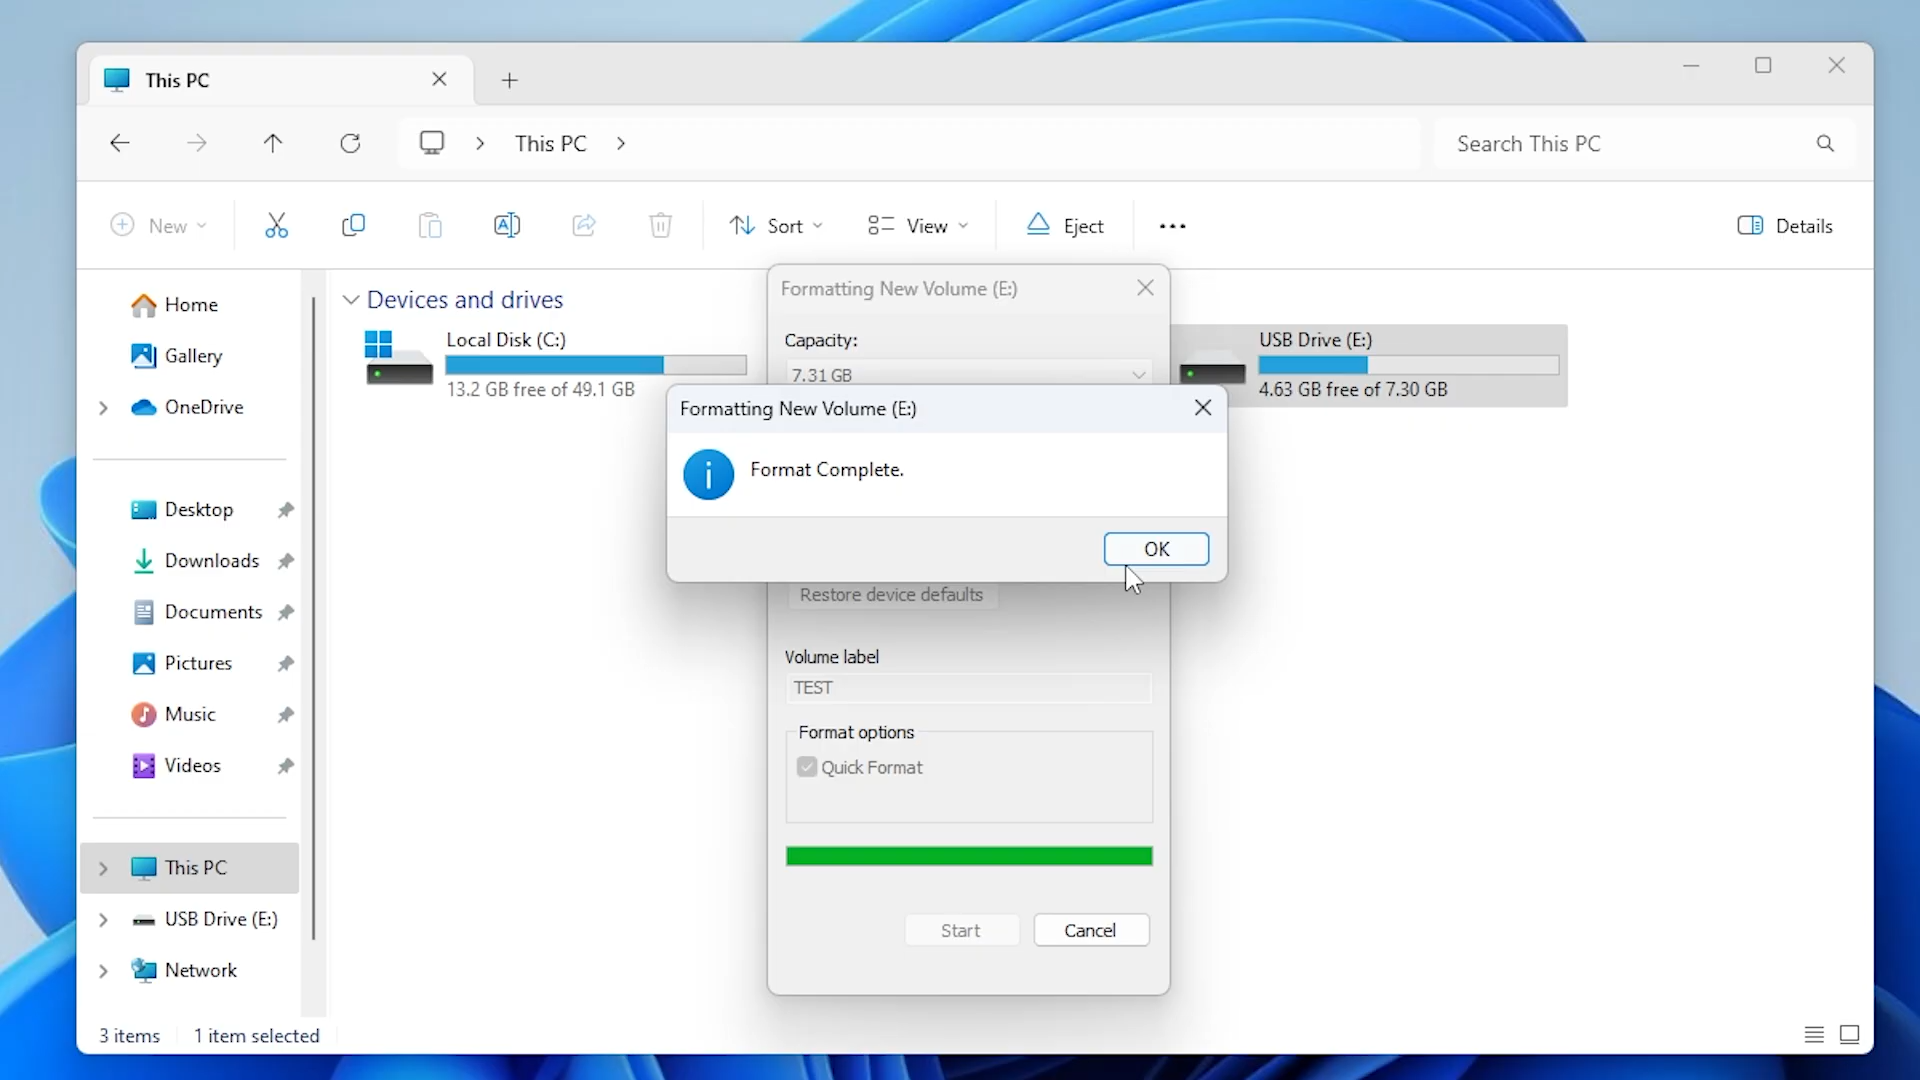 This PC
This PC
Search This PC
New
Sort
View
Eject
Details
Home
Gallery
OneDrive
Desktop
Downloads
Documents
Pictures
Music
Videos
This PC
USB Drive (E:)
Network
Devices and drives
Local Disk (C:)
13.2 GB free of 49.1 GB
USB Drive (E:)
4.63 GB free of 7.30 GB
Formatting New Volume (E:)
Capacity:
7.31 GB
Formatting New Volume (E:)
Format Complete.
OK
Restore device defaults
Volume label
TEST
Format options
Quick Format
Start
Cancel
3 items
1 item selected